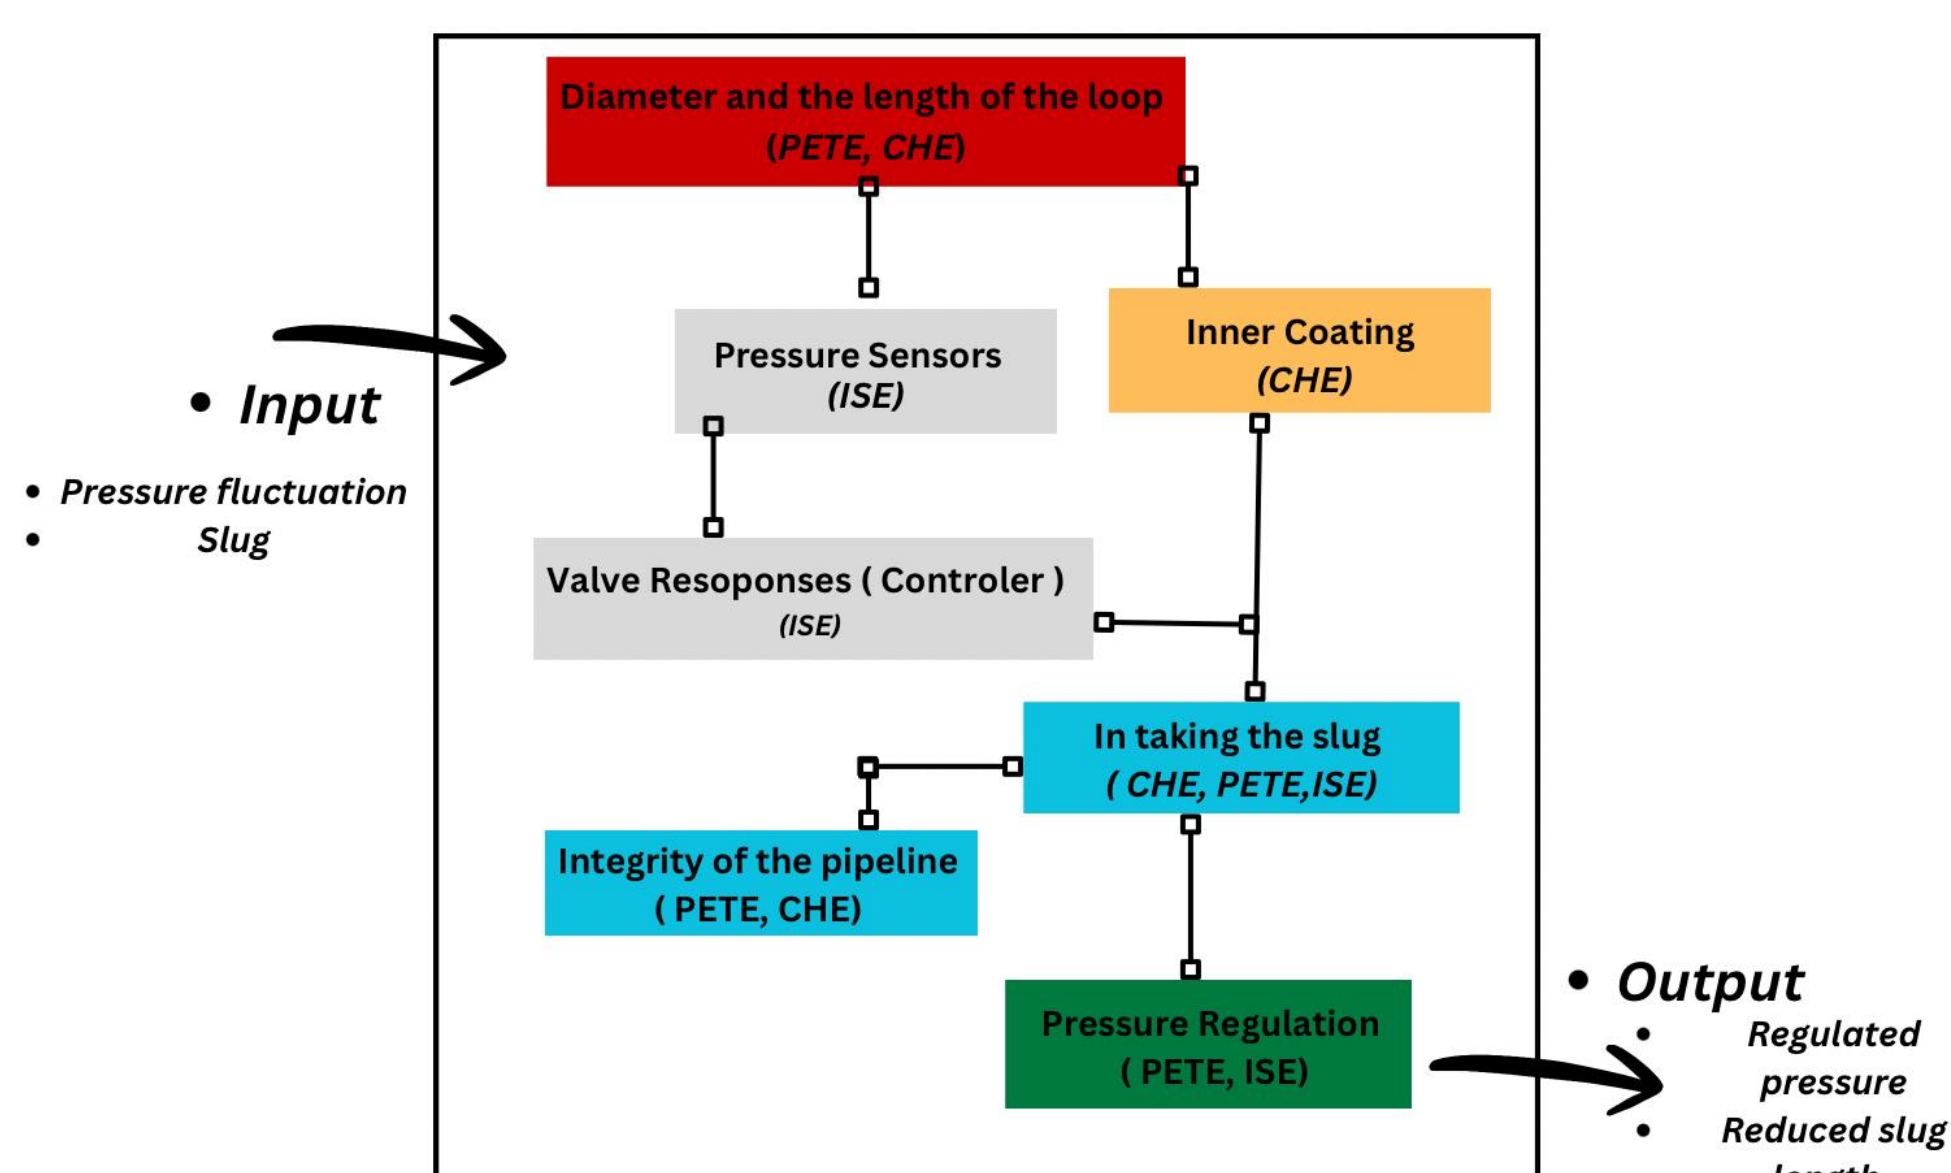 Diameter and the length of the loop
(PETE, CHE)
Pressure Sensors
(ISE)
Inner Coating
(CHE)
• Input
• Pressure fluctuation
• Slug
Valve Resoponses ( Controler )
(ISE)
In taking the slug
( CHE, PETE,ISE)
Integrity of the pipeline
( PETE, CHE)
Pressure Regulation
( PETE, ISE)
• Output
• Regulated
pressure
• Reduced slug
length